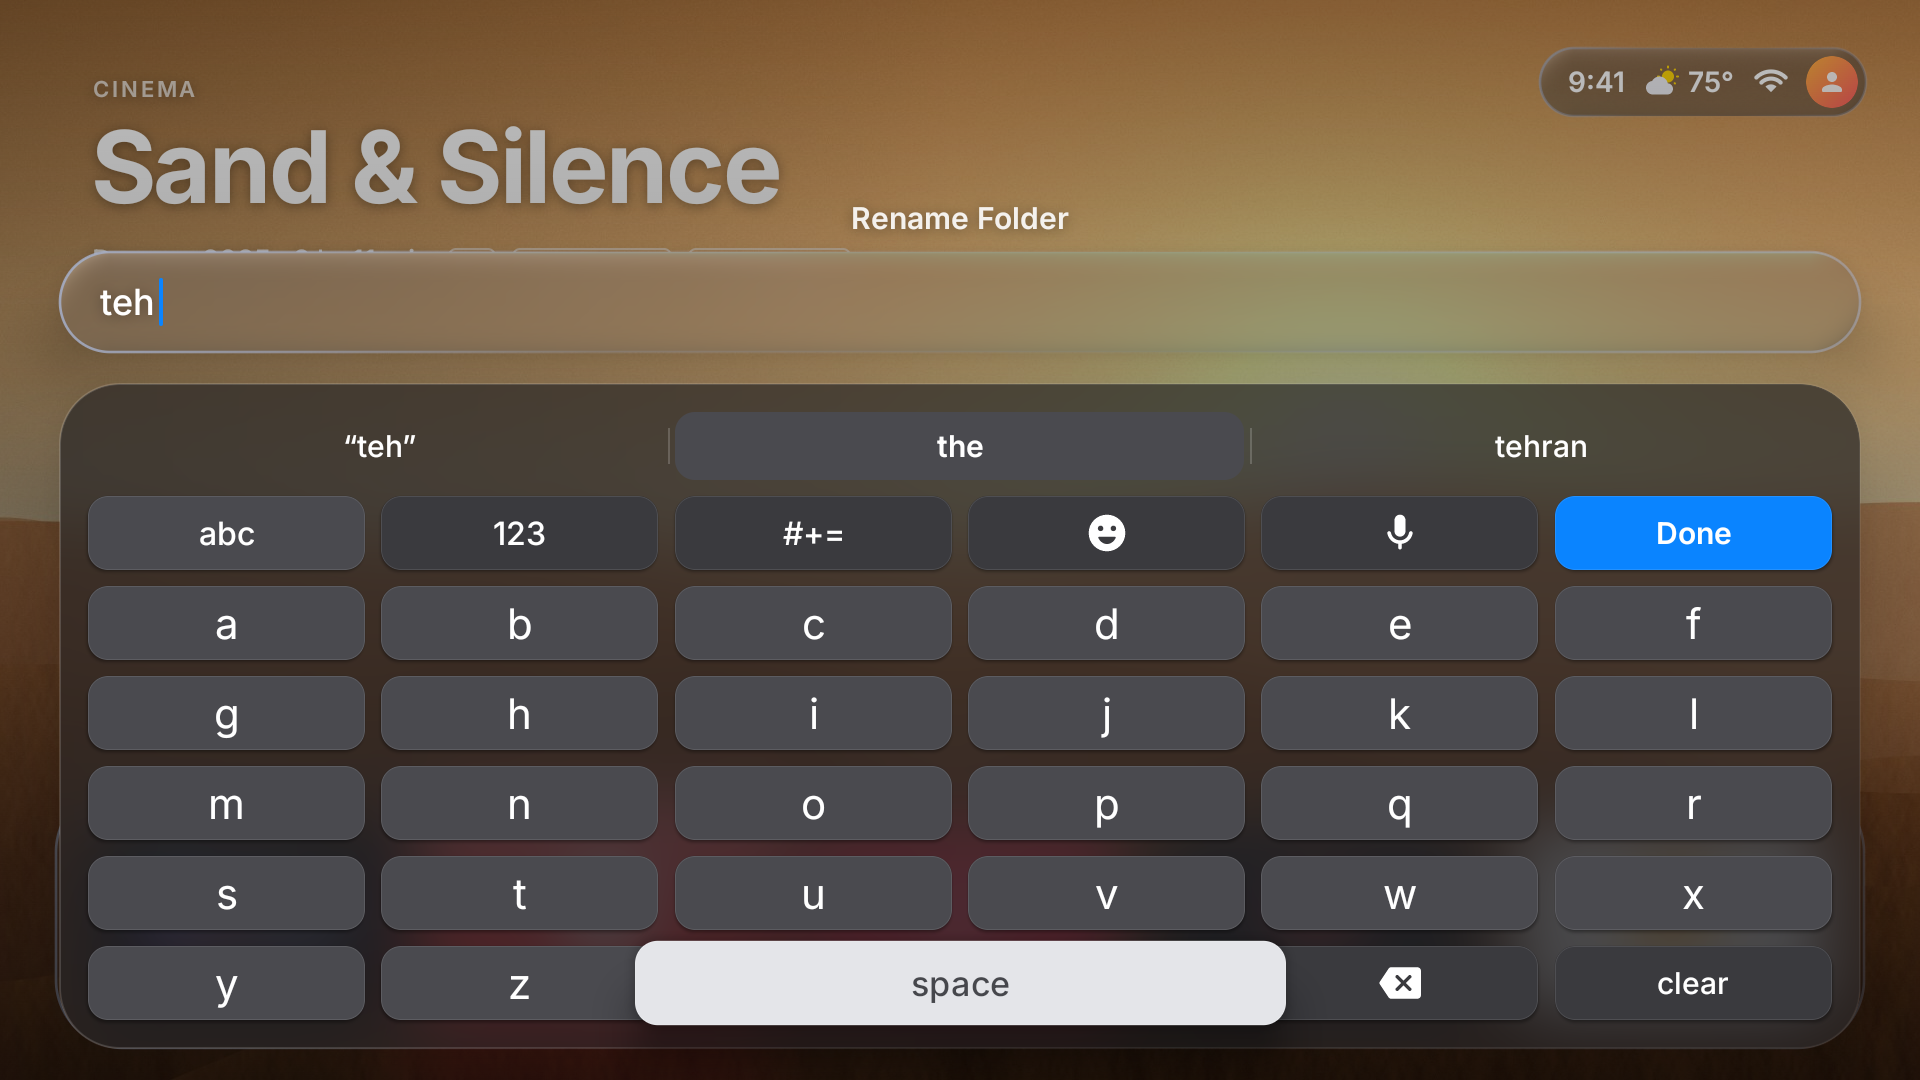 CINEMA
9:41 75°
Sand & Silence
Rename Folder
teh
“teh” the tehran
abc 123 #+= Done
a b c d e f
g h i j k l
m n o p q r
s t u v w x
y z space clear